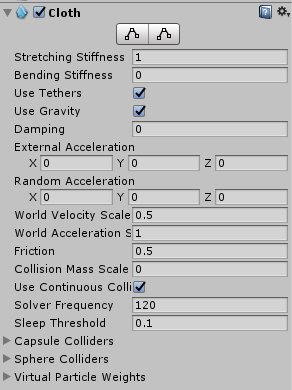 Cloth
Stretching Stiffness 1
Bending Stiffness 0
Use Tethers
Use Gravity
Damping 0
External Acceleration
X 0 Y 0 Z 0
Random Acceleration
X 0 Y 0 Z 0
World Velocity Scale 0.5
World Acceleration S 1
Friction 0.5
Collision Mass Scale 0
Use Continuous Colli
Solver Frequency 120
Sleep Threshold 0.1
Capsule Colliders
Sphere Colliders
Virtual Particle Weights